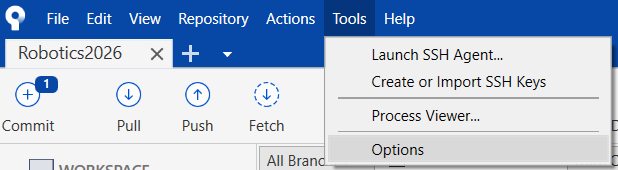 File Edit View Repository Actions Tools Help
Robotics2026
Launch SSH Agent...
Create or Import SSH Keys
Process Viewer...
Options
1
Commit Pull Push Fetch
WORKSPACE
All Branc